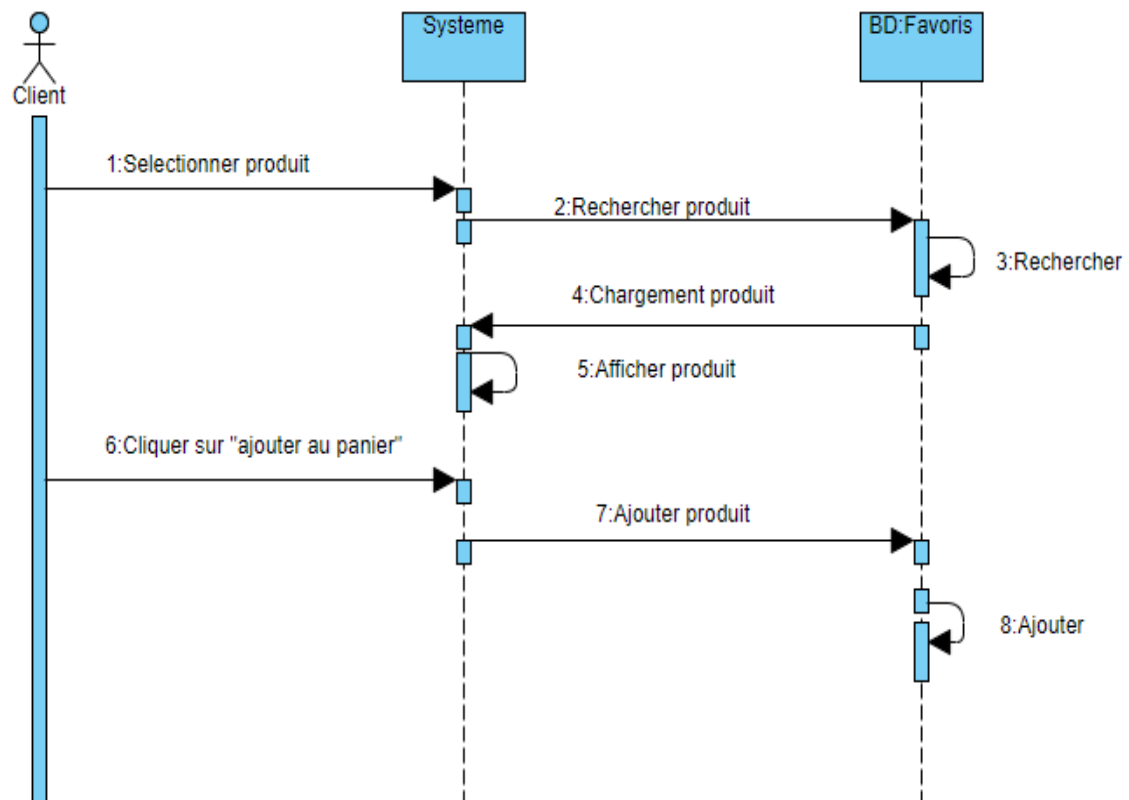 Client
Systeme
BD:Favoris
1:Selectionner produit
2:Rechercher produit
3:Rechercher
4:Chargement produit
5:Afficher produit
6:Cliquer sur "ajouter au panier"
7:Ajouter produit
8:Ajouter